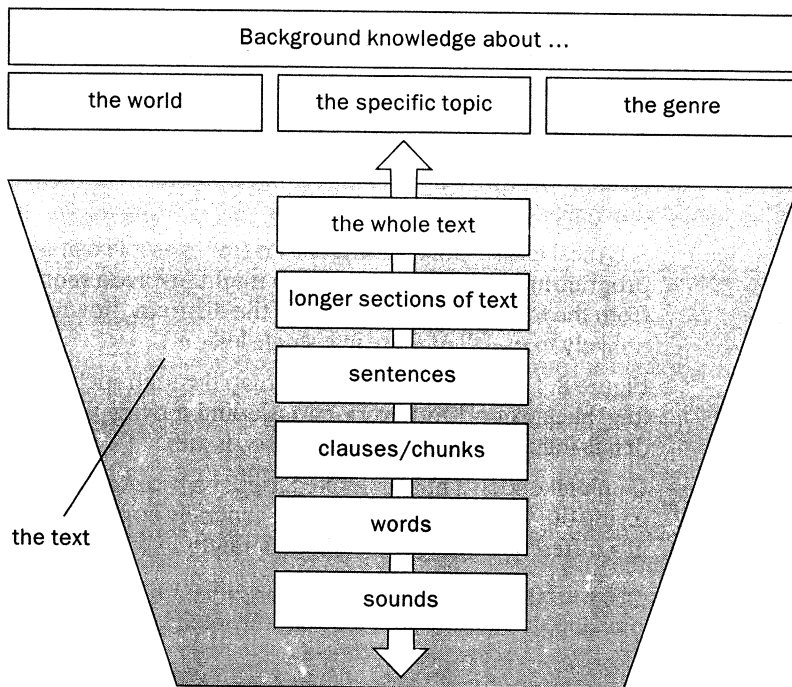 Background knowledge about ...
the world
the specific topic
the genre
the whole text
longer sections of text
sentences
clauses/chunks
words
sounds
the text